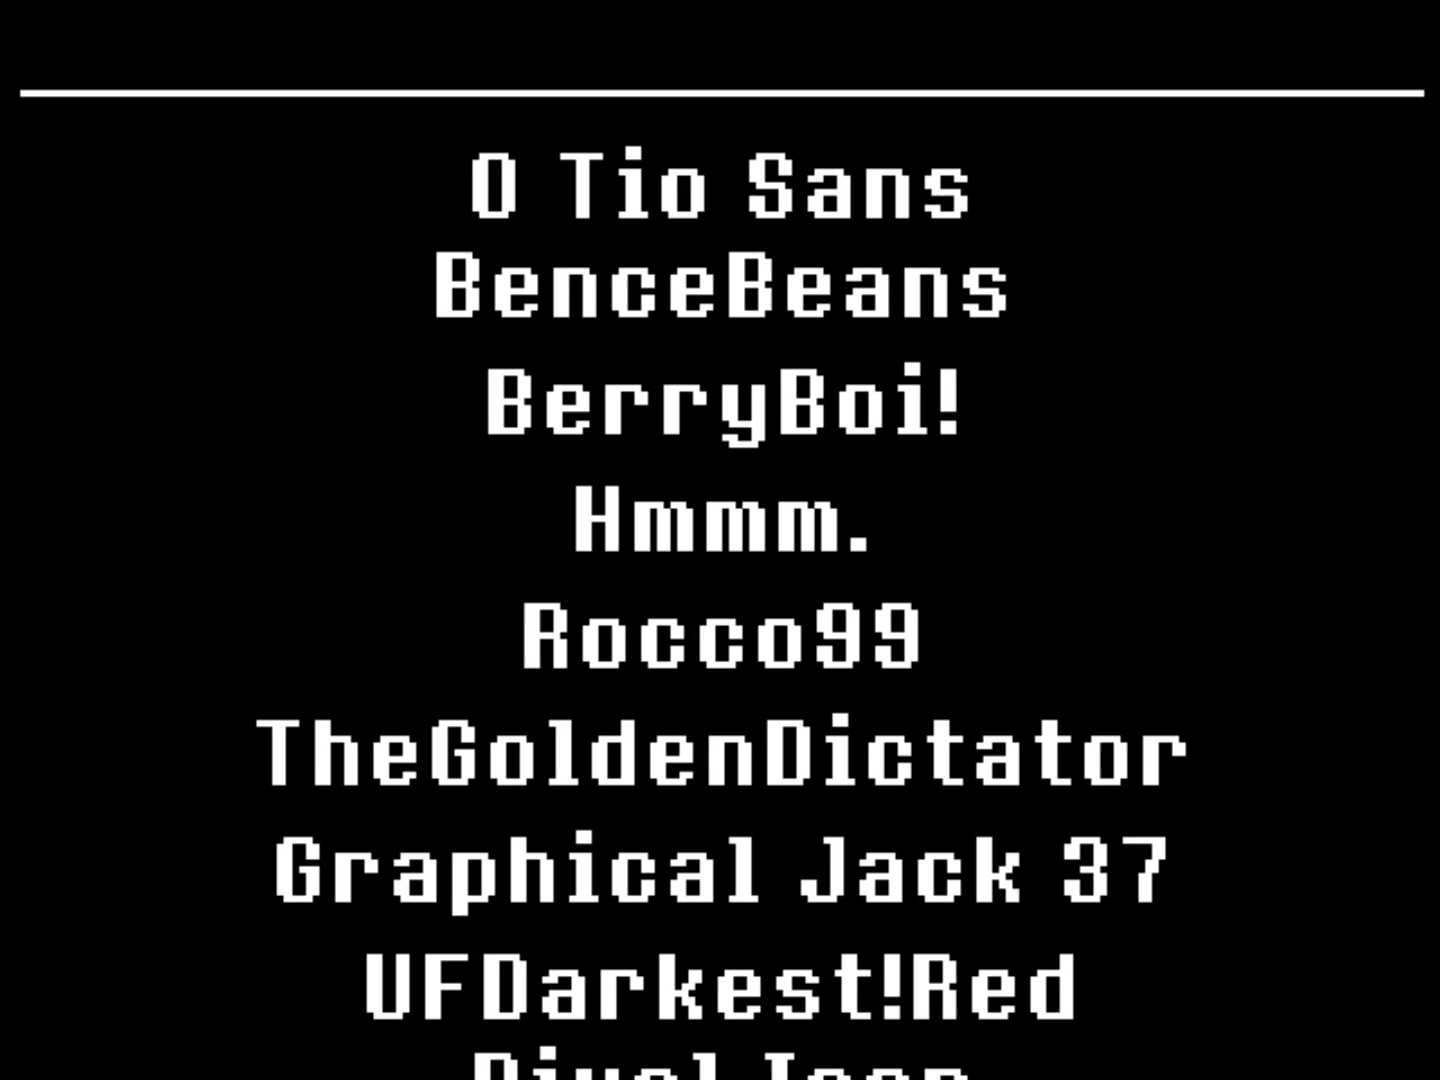 O Tio Sans
BenceBeans
BerryBoi!
Hmmm.
Rocco99
TheGoldenDictator
Graphical Jack 37
UFDarkest!Red